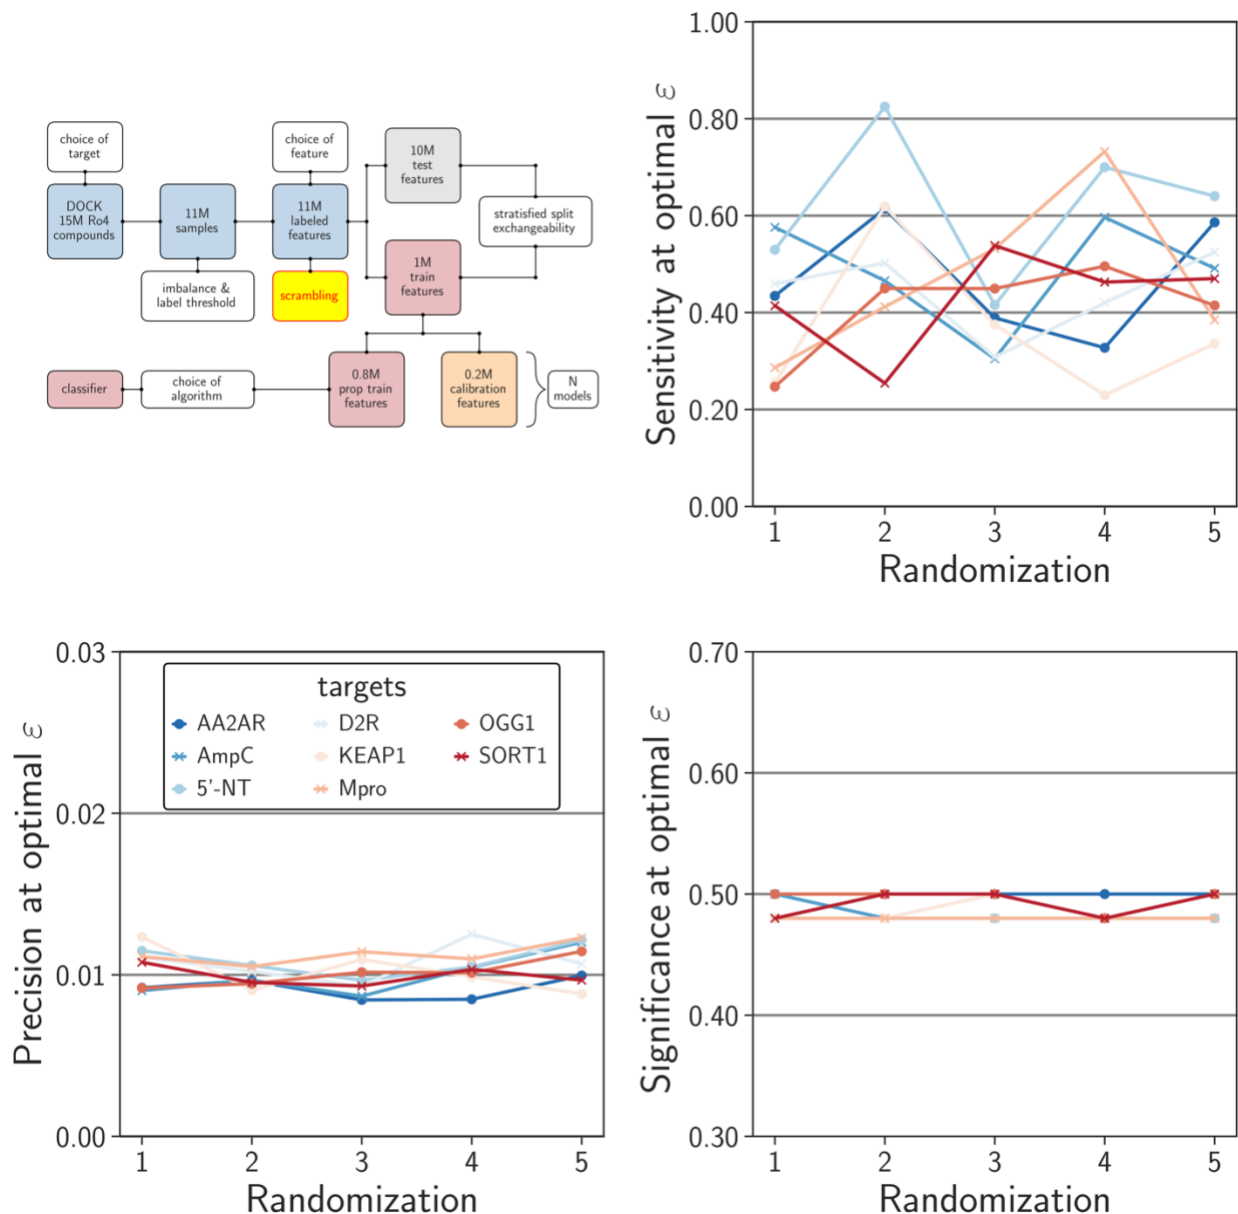 choice of
target
DOCK
15M Ro4
compounds
11M
samples
imbalance &
label threshold
choice of
feature
11M
labeled
features
scrambling
10M
test
features
stratisfied split
exchangeability
1M
train
features
classifier
choice of
algorithm
0.8M
prop train
features
0.2M
calibration
features
N
models
Sensitivity at optimal ε
1.00
0.80
0.60
0.40
0.20
0.00
1 2 3 4 5
Randomization
Precision at optimal ε
0.03
0.02
0.01
0.00
targets
AA2AR D2R OGG1
AmpC KEAP1 SORT1
5'-NT Mpro
1 2 3 4 5
Randomization
Significance at optimal ε
0.70
0.60
0.50
0.40
0.30
1 2 3 4 5
Randomization